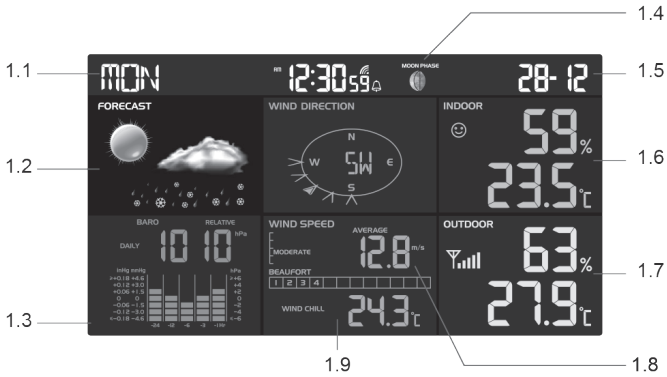 1.4
1.1
MON
AM 12:30 59
MOON PHASE
28-12
1.5
FORECAST
WIND DIRECTION
INDOOR
N
W SW E
S
59 %
23.5 °C
1.2
1.6
BARO RELATIVE
DAILY 1010 hPa
inHg mmHg hPa
≥+0.18 +4.6 ≥+6
+0.12 +3.0 +4
+0.06 +1.5 +2
0 0 0
-0.06 -1.5 -2
-0.12 -3.0 -4
≤-0.18 -4.6 ≤-6
-24 -12 -6 -3 -1Hr
1.3
WIND SPEED
AVERAGE
MODERATE
12.8 m/s
BEAUFORT
1 2 3 4
WIND CHILL 24.3 °C
OUTDOOR
63 %
27.9 °C
1.7
1.9
1.8